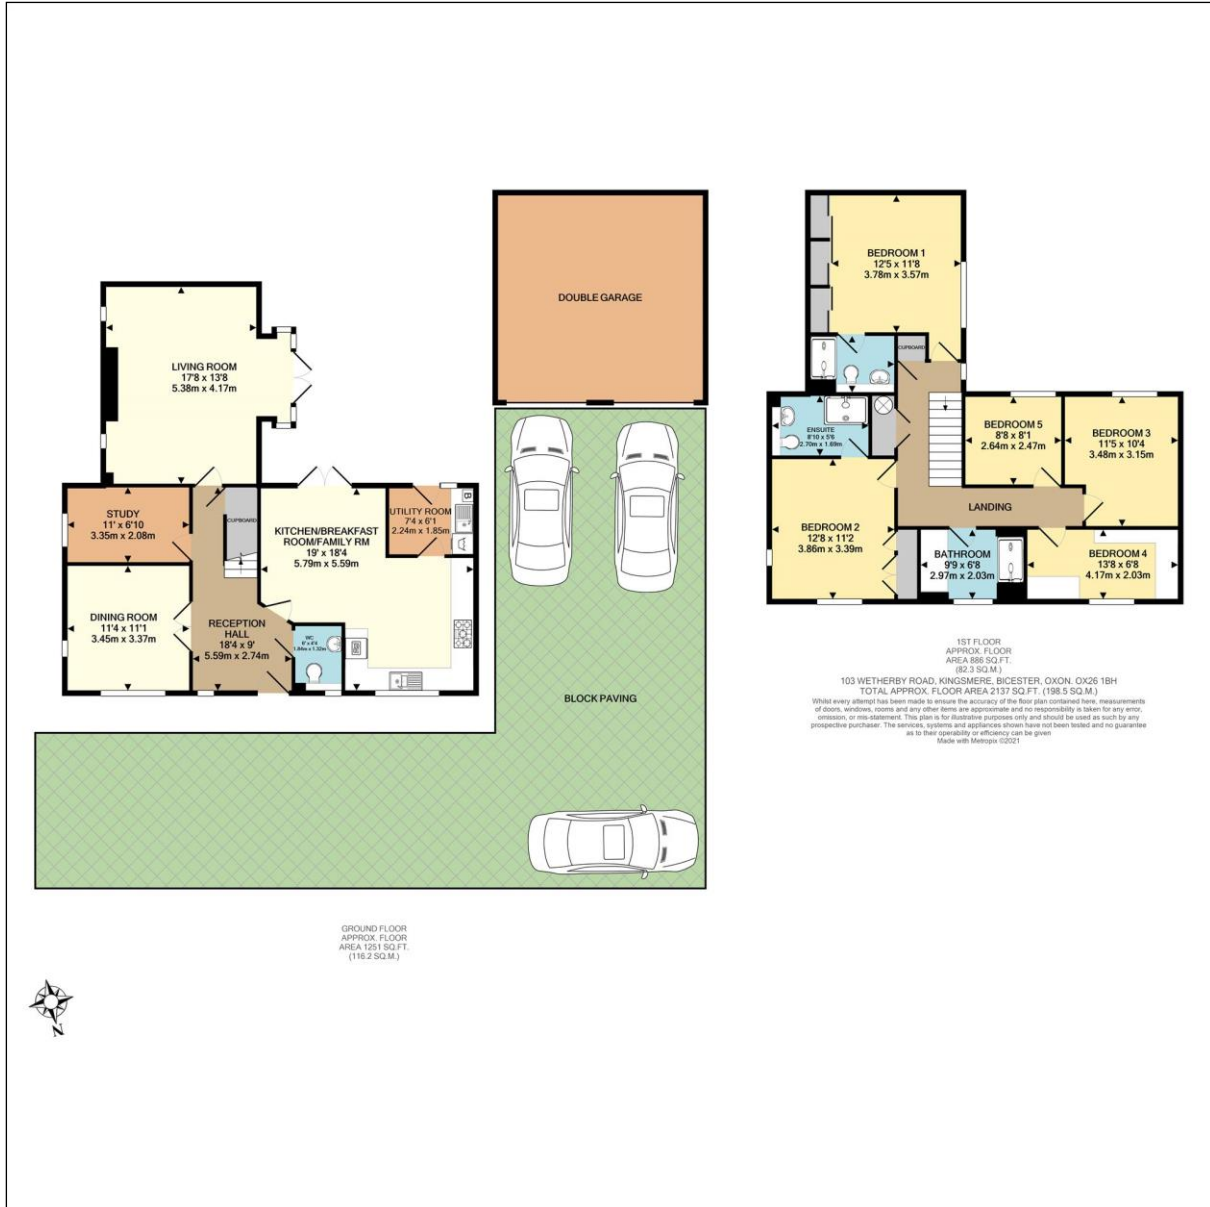 DOUBLE GARAGE
LIVING ROOM
17'8 x 13'8
5.38m x 4.17m
STUDY
11' x 6'10
3.35m x 2.08m
CUPBOARD
KITCHEN/BREAKFAST
ROOM/FAMILY RM
19' x 18'4
5.79m x 5.59m
UTILITY ROOM
7'4 x 6'1
2.24m x 1.85m
B
DINING ROOM
11'4 x 11'1
3.45m x 3.37m
RECEPTION
HALL
18'4 x 9'
5.59m x 2.74m
WC
6' x 4'4
1.84m x 1.32m
BLOCK PAVING
GROUND FLOOR
APPROX. FLOOR
AREA 1251 SQ.FT.
(116.2 SQ.M.)
N
BEDROOM 1
12'5 x 11'8
3.78m x 3.57m
CUPBOARD
ENSUITE
8'10 x 5'6
2.70m x 1.69m
BEDROOM 5
8'8 x 8'1
2.64m x 2.47m
BEDROOM 3
11'5 x 10'4
3.48m x 3.15m
LANDING
BEDROOM 2
12'8 x 11'2
3.86m x 3.39m
BATHROOM
9'9 x 6'8
2.97m x 2.03m
BEDROOM 4
13'8 x 6'8
4.17m x 2.03m
1ST FLOOR
APPROX. FLOOR
AREA 886 SQ.FT.
(82.3 SQ.M.)
103 WETHERBY ROAD, KINGSMERE, BICESTER, OXON. OX26 1BH
TOTAL APPROX. FLOOR AREA 2137 SQ.FT. (198.5 SQ.M.)
Whilst every attempt has been made to ensure the accuracy of the floor plan contained here, measurements
of doors, windows, rooms and any other items are approximate and no responsibility is taken for any error,
omission, or mis-statement. This plan is for illustrative purposes only and should be used as such by any
prospective purchaser. The services, systems and appliances shown have not been tested and no guarantee
as to their operability or efficiency can be given
Made with Metropix ©2021